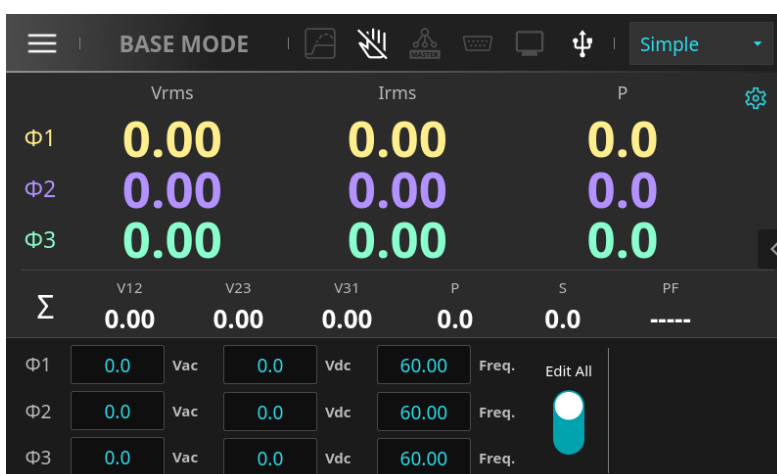 BASE MODE MASTER Simple
Vrms Irms P
Φ1 0.00 0.00 0.0
Φ2 0.00 0.00 0.0
Φ3 0.00 0.00 0.0
V12 V23 V31 P S PF
Σ 0.00 0.00 0.00 0.0 0.0 -----
Φ1 0.0 Vac 0.0 Vdc 60.00 Freq. Edit All
Φ2 0.0 Vac 0.0 Vdc 60.00 Freq.
Φ3 0.0 Vac 0.0 Vdc 60.00 Freq.